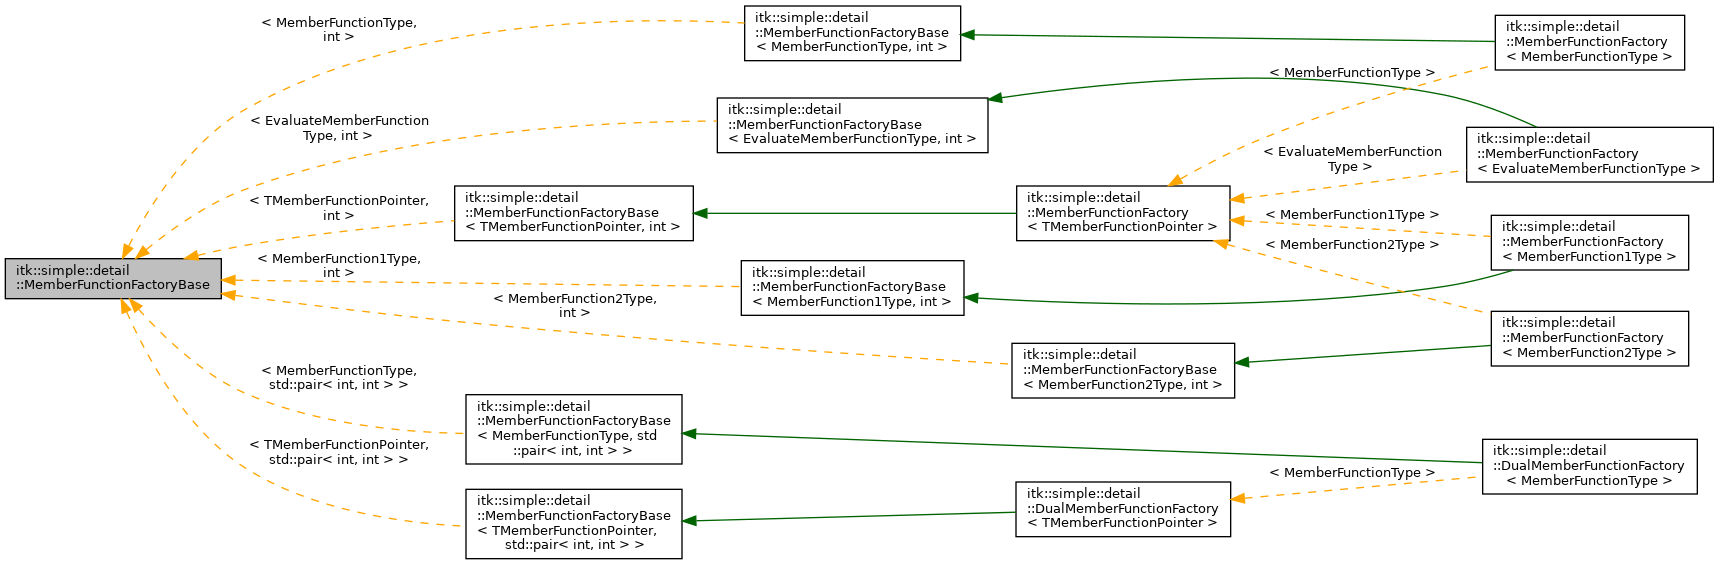 < MemberFunctionType,
int >
itk::simple::detail
::MemberFunctionFactoryBase
< MemberFunctionType, int >
itk::simple::detail
::MemberFunctionFactory
< MemberFunctionType >
< MemberFunctionType >
< EvaluateMemberFunction
Type, int >
itk::simple::detail
::MemberFunctionFactoryBase
< EvaluateMemberFunctionType, int >
< EvaluateMemberFunction
Type >
itk::simple::detail
::MemberFunctionFactory
< EvaluateMemberFunctionType >
< TMemberFunctionPointer,
int >
itk::simple::detail
::MemberFunctionFactoryBase
< TMemberFunctionPointer, int >
itk::simple::detail
::MemberFunctionFactory
< TMemberFunctionPointer >
< MemberFunction1Type >
< MemberFunction2Type >
itk::simple::detail
::MemberFunctionFactory
< MemberFunction1Type >
itk::simple::detail
::MemberFunctionFactoryBase
< MemberFunction1Type,
int >
itk::simple::detail
::MemberFunctionFactoryBase
< MemberFunction1Type, int >
< MemberFunction2Type,
int >
itk::simple::detail
::MemberFunctionFactory
< MemberFunction2Type >
itk::simple::detail
::MemberFunctionFactoryBase
< MemberFunction2Type, int >
< MemberFunctionType,
std::pair< int, int > >
itk::simple::detail
::MemberFunctionFactoryBase
< MemberFunctionType, std
::pair< int, int > >
< TMemberFunctionPointer,
std::pair< int, int > >
itk::simple::detail
::DualMemberFunctionFactory
< MemberFunctionType >
< MemberFunctionType >
itk::simple::detail
::MemberFunctionFactoryBase
< TMemberFunctionPointer,
std::pair< int, int > >
itk::simple::detail
::DualMemberFunctionFactory
< TMemberFunctionPointer >